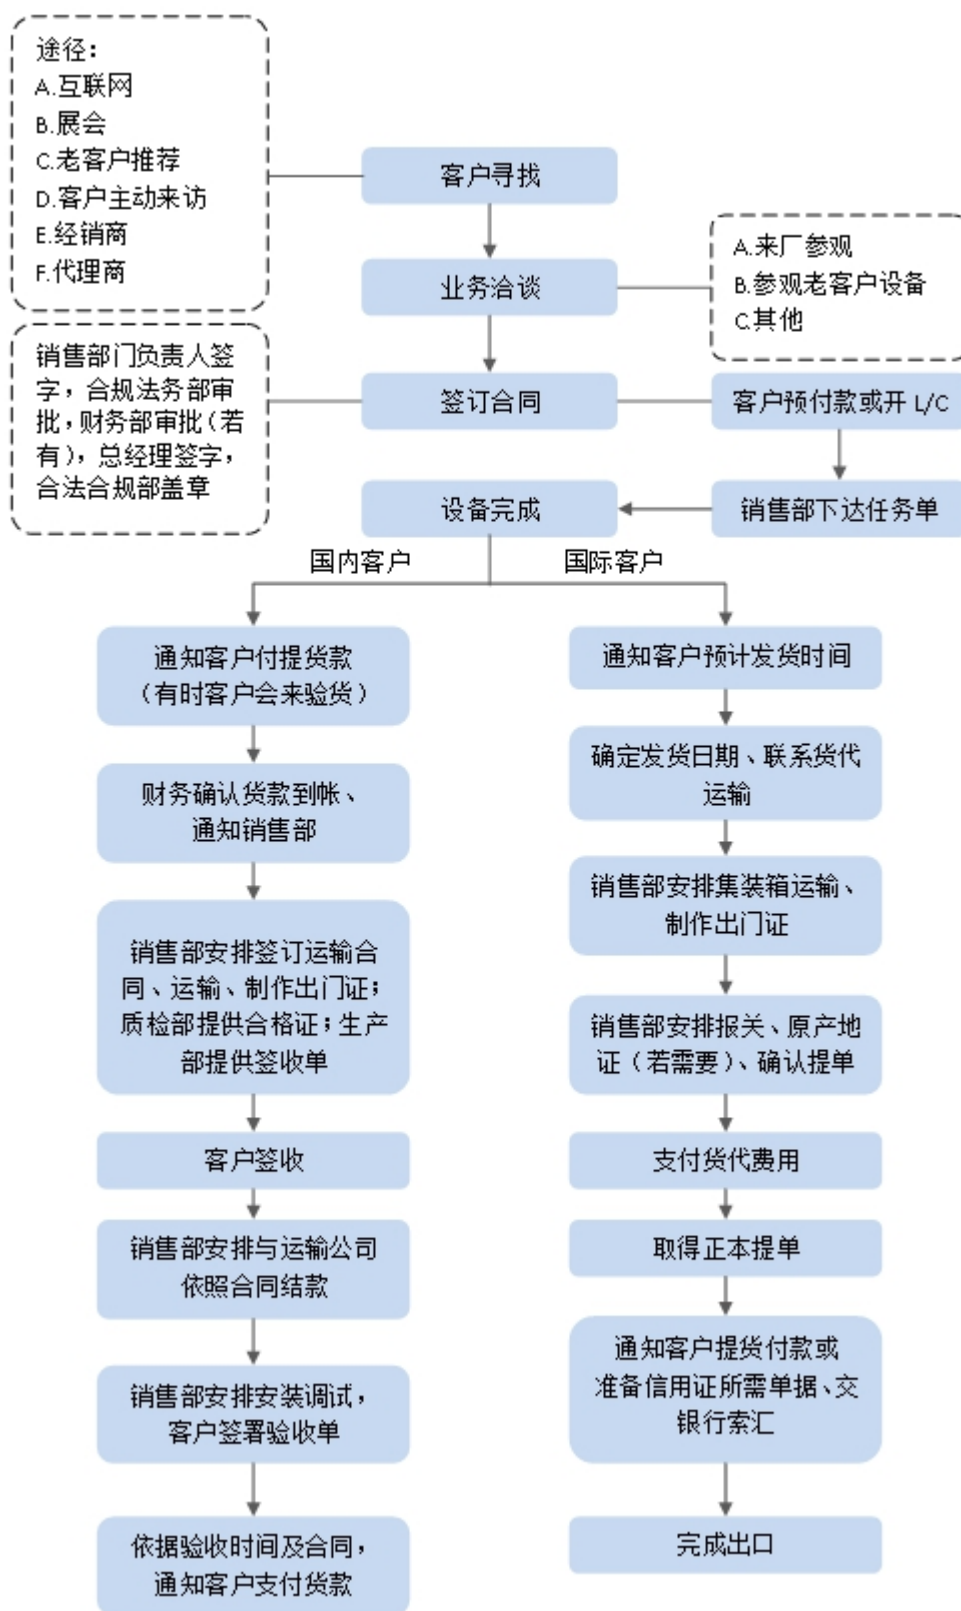 途径：
A.互联网
B.展会
C.老客户推荐
D.客户主动来访
E.经销商
F.代理商
客户寻找
业务洽谈
A.来厂参观
B.参观老客户设备
C.其他
销售部门负责人签
字，合规法务部审
批，财务部审批（若
有），总经理签字，
合法合规部盖章
签订合同
客户预付款或开 L/C
销售部下达任务单
设备完成
国内客户
国际客户
通知客户付提货款
（有时客户会来验货）
财务确认货款到帐、
通知销售部
销售部安排签订运输合
同、运输、制作出门证；
质检部提供合格证；生产
部提供签收单
客户签收
销售部安排与运输公司
依照合同结款
销售部安排安装调试，
客户签署验收单
依据验收时间及合同，
通知客户支付货款
通知客户预计发货时间
确定发货日期、联系货代
运输
销售部安排集装箱运输、
制作出门证
销售部安排报关、原产地
证（若需要）、确认提单
支付货代费用
取得正本提单
通知客户提货付款或
准备信用证所需单据、交
银行索汇
完成出口